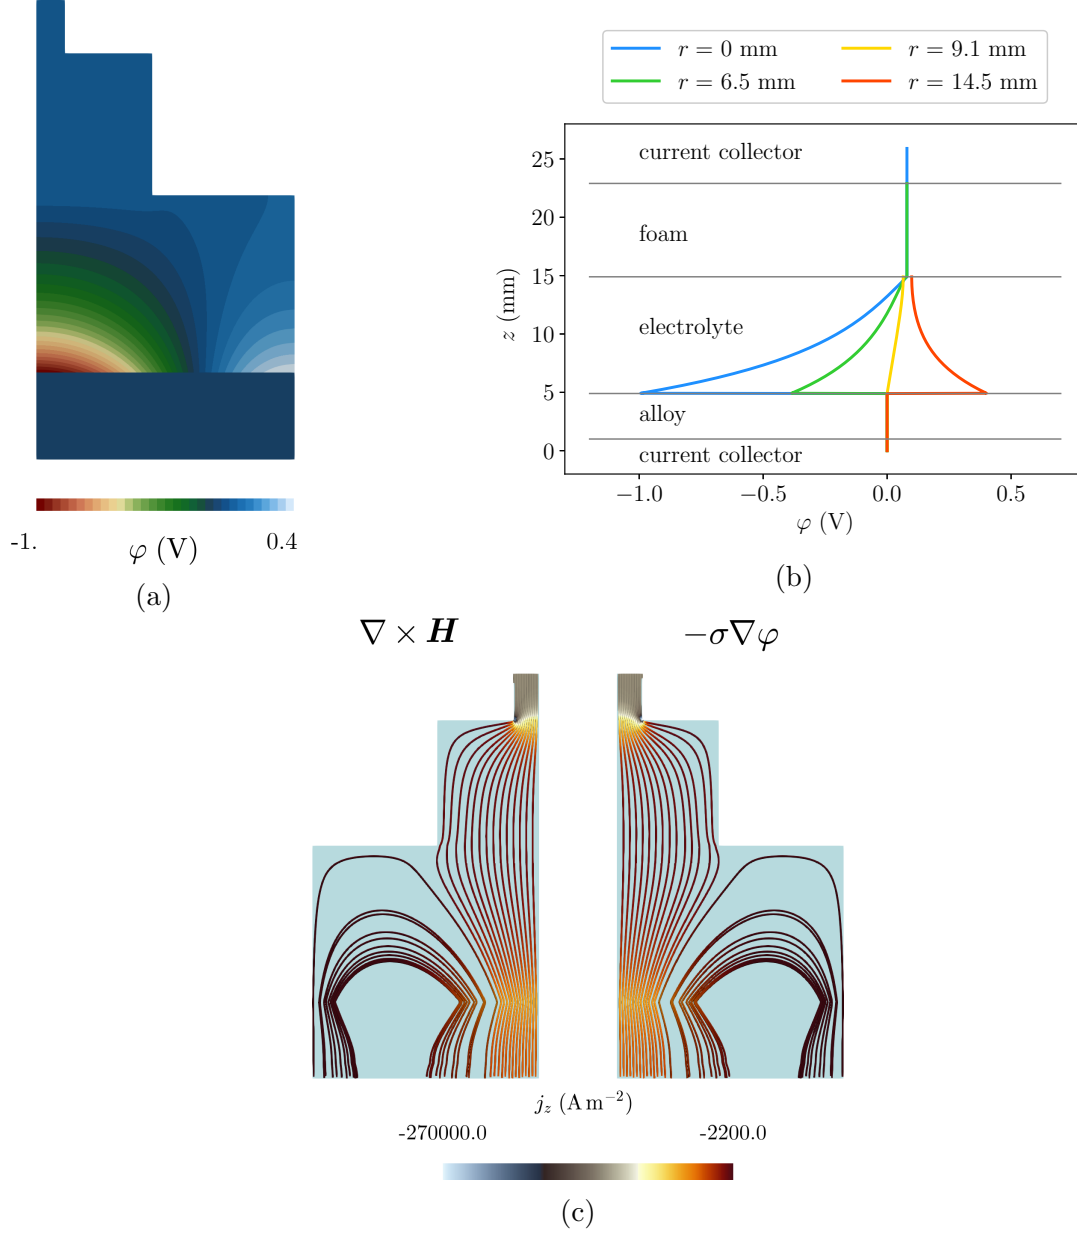 r = 0 mm
r = 9.1 mm
r = 6.5 mm
r = 14.5 mm
25
20
15
10
5
0
z (mm)
current collector
foam
electrolyte
alloy
current collector
−1.0
−0.5
0.0
0.5
φ (V)
(b)
-1.
φ (V)
0.4
(a)
∇ × H
−σ∇φ
j_z (A m⁻²)
-270000.0
-2200.0
(c)